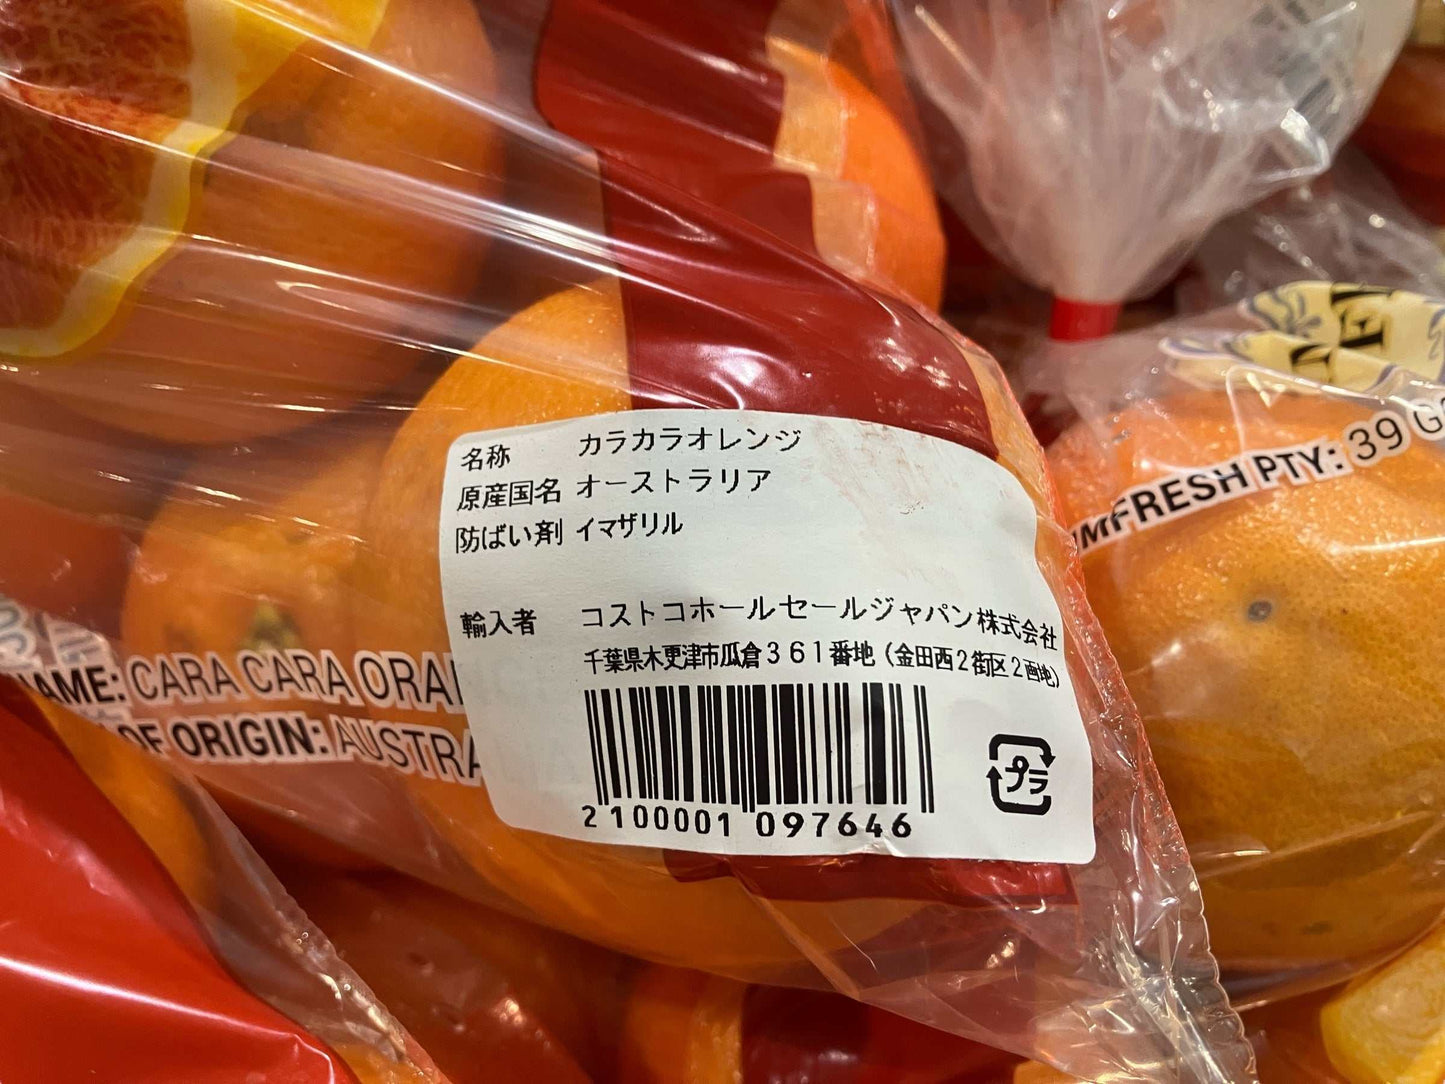 名称 カラカラオレンジ
原産国名 オーストラリア
防ばい剤 イマザリル
輸入者 コストコホールセールジャパン株式会社
千葉県木更津市瓜倉361番地(金田西2街区2画地)
2 100001 097646
プラ
NAME: CARA CARA ORAN
OF ORIGIN: AUSTRA
MFRESH PTY: 39 G